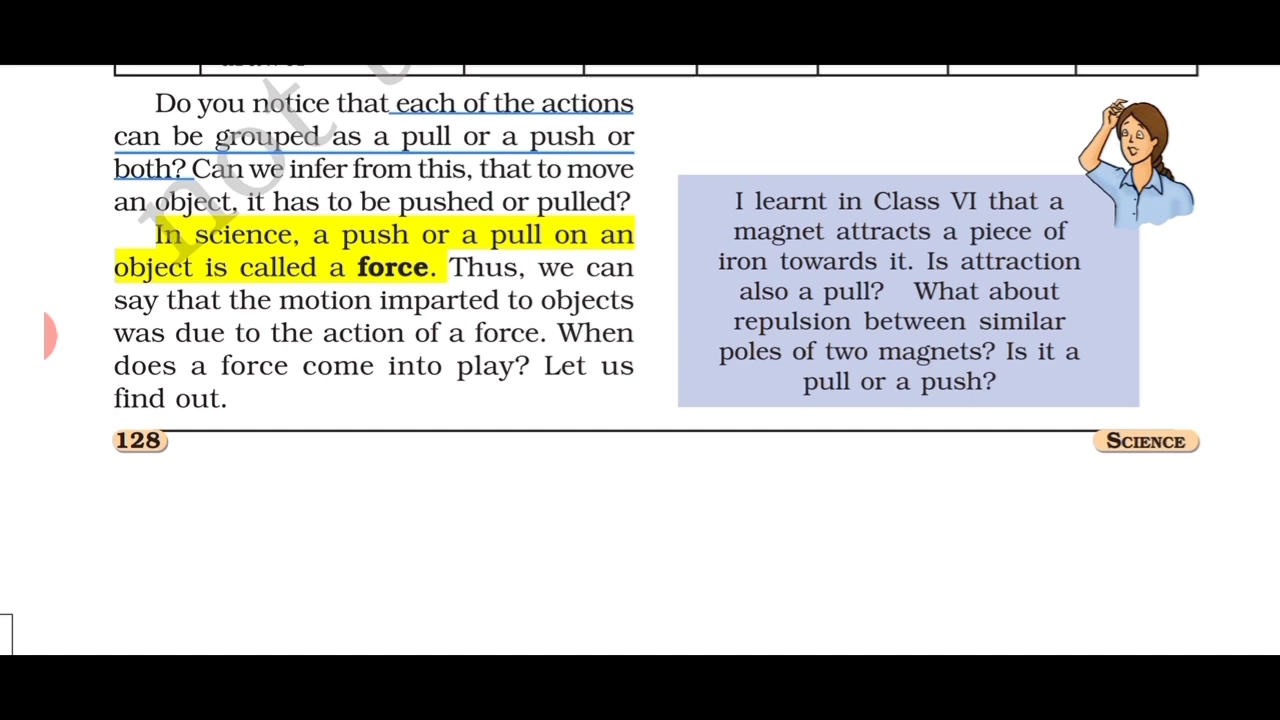 Do you notice that each of the actions
can be grouped as a pull or a push or
both? Can we infer from this, that to move
an object, it has to be pushed or pulled?
In science, a push or a pull on an
object is called a force. Thus, we can
say that the motion imparted to objects
was due to the action of a force. When
does a force come into play? Let us
find out.
I learnt in Class VI that a
magnet attracts a piece of
iron towards it. Is attraction
also a pull? What about
repulsion between similar
poles of two magnets? Is it a
pull or a push?
128
SCIENCE
not